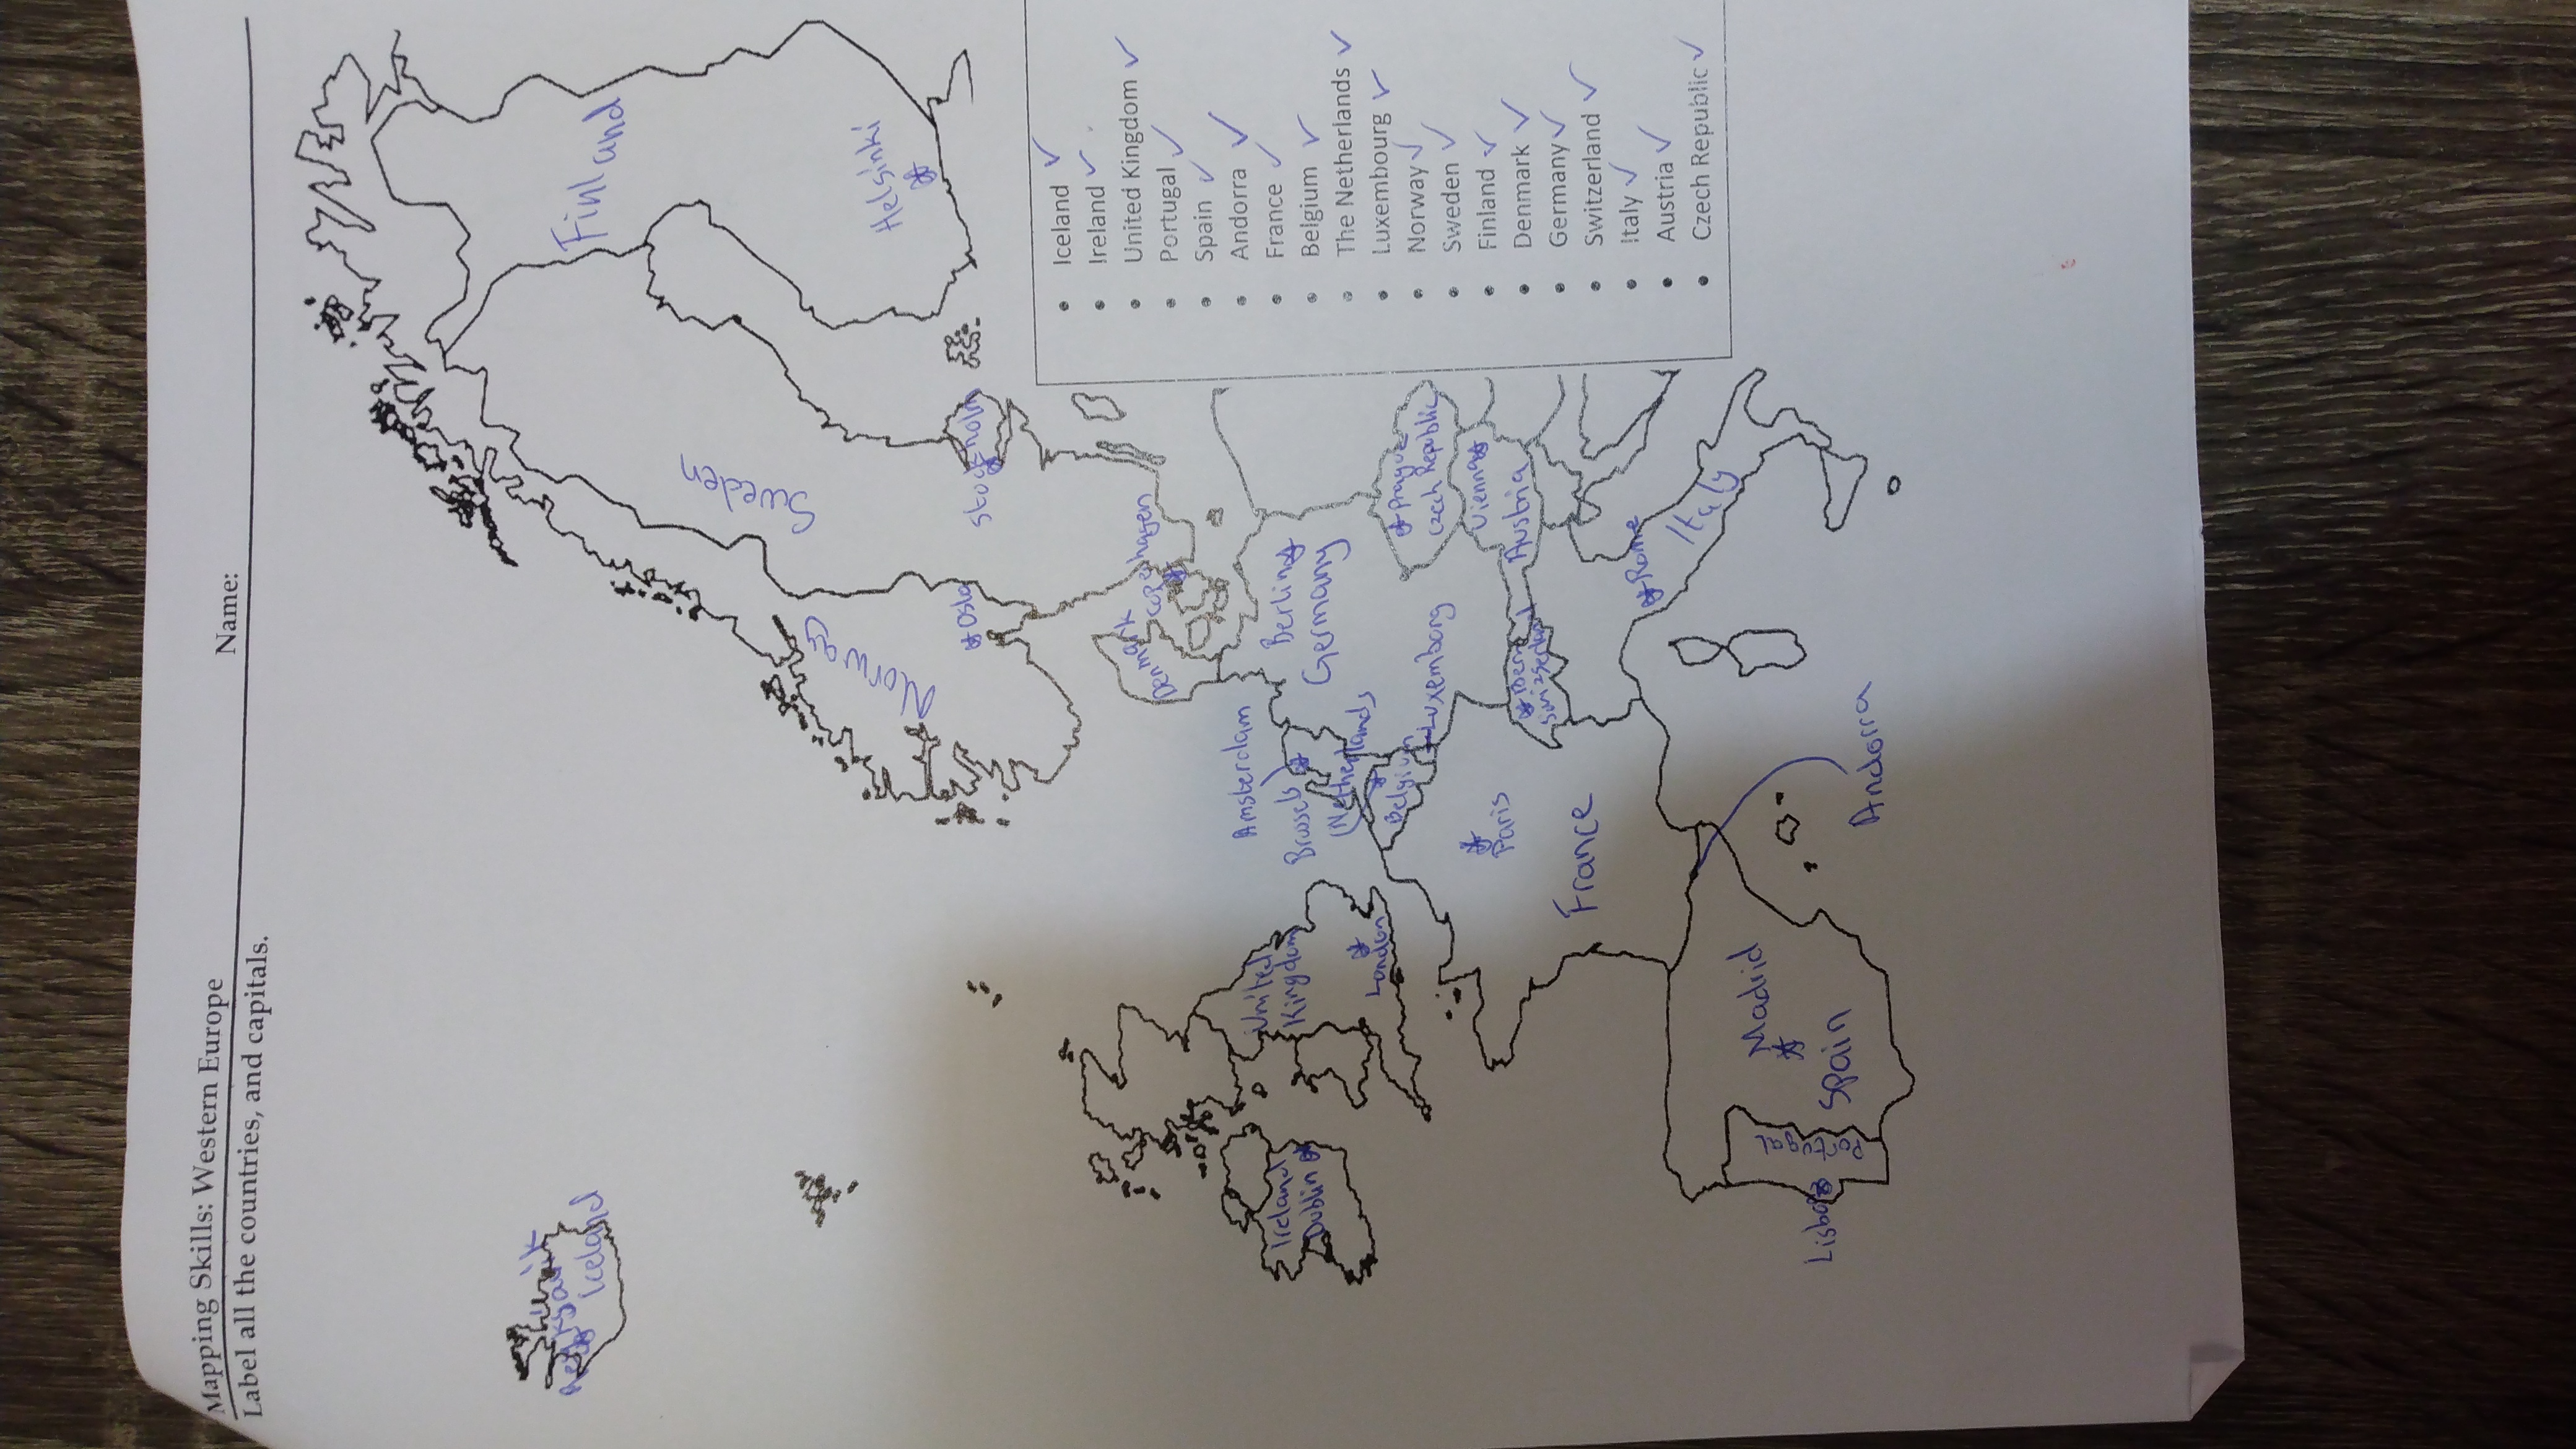 Mapping Skills: Western Europe
Name:
Label all the countries, and capitals.
Iceland
Norway
Oslo
Sweden
Stockholm
Finland
Helsinki
Ireland
Dublin
United
Kingdom
London
Denmark
Copenhagen
Amsterdam
Brussels
(Netherlands)
Belgium
Luxemborg
Berlin
Germany
Paris
France
Prague
Czech Republic
Vienna
Austria
Bern
Rome
Italy
Madrid
Spain
Portugal
Lisbon
Andorra
• Iceland ✓
• Ireland ✓
• United Kingdom ✓
• Portugal ✓
• Spain ✓
• Andorra ✓
• France ✓
• Belgium ✓
• The Netherlands ✓
• Luxembourg ✓
• Norway ✓
• Sweden ✓
• Finland ✓
• Denmark ✓
• Germany ✓
• Switzerland ✓
• Italy ✓
• Austria ✓
• Czech Republic ✓